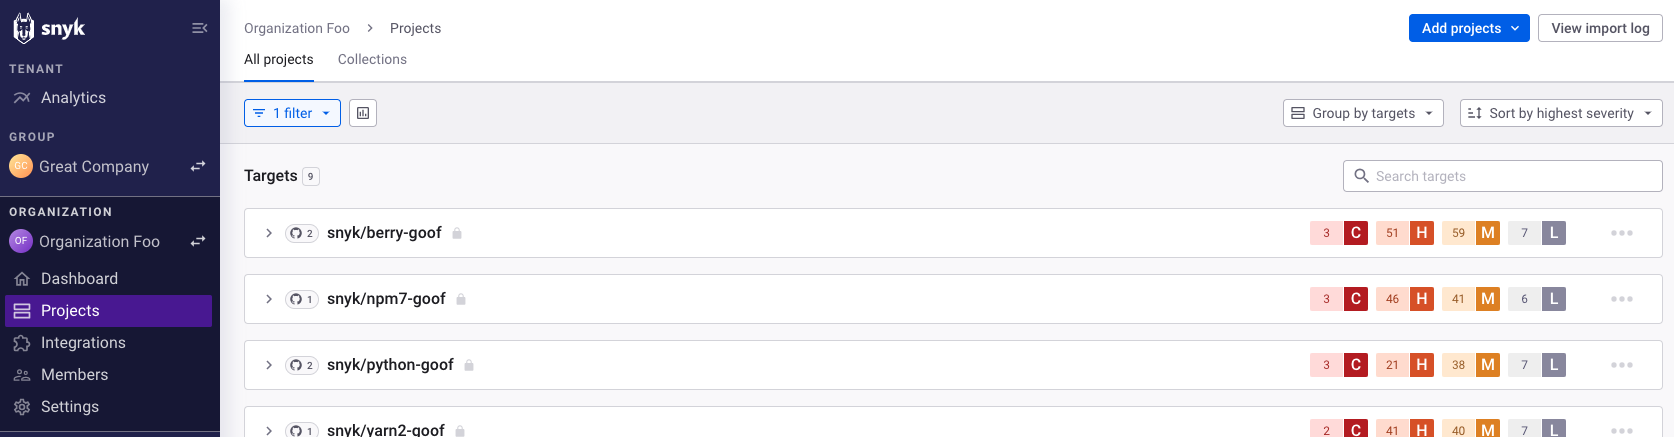 snyk
TENANT
Analytics
GROUP
GC Great Company
ORGANIZATION
OF Organization Foo
Dashboard
Projects
Integrations
Members
Settings
Organization Foo > Projects
Add projects
View import log
All projects
Collections
1 filter
Group by targets
Sort by highest severity
Targets 9
Search targets
2 snyk/berry-goof 3 C 51 H 59 M 7 L
1 snyk/npm7-goof 3 C 46 H 41 M 6 L
2 snyk/python-goof 3 C 21 H 38 M 7 L
1 snyk/yarn2-goof 2 C 41 H 40 M 7 L